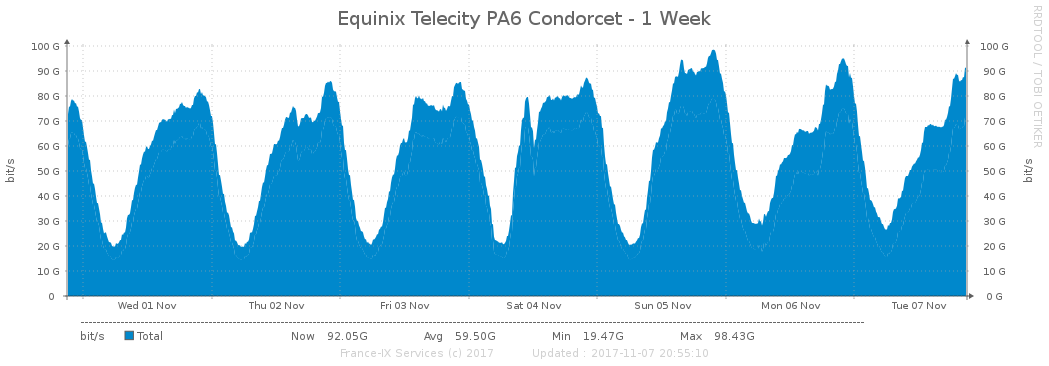 Equinix Telecity PA6 Condorcet - 1 Week
RRDTOOL / TOBI OETIKER
bit/s
100 G
90 G
80 G
70 G
60 G
50 G
40 G
30 G
20 G
10 G
0
100 G
90 G
80 G
70 G
60 G
50 G
40 G
30 G
20 G
10 G
0 G
bit/s
Wed 01 Nov Thu 02 Nov Fri 03 Nov Sat 04 Nov Sun 05 Nov Mon 06 Nov Tue 07 Nov
bit/s Total Now 92.05G Avg 59.50G Min 19.47G Max 98.43G
France-IX Services (c) 2017 Updated : 2017-11-07 20:55:10